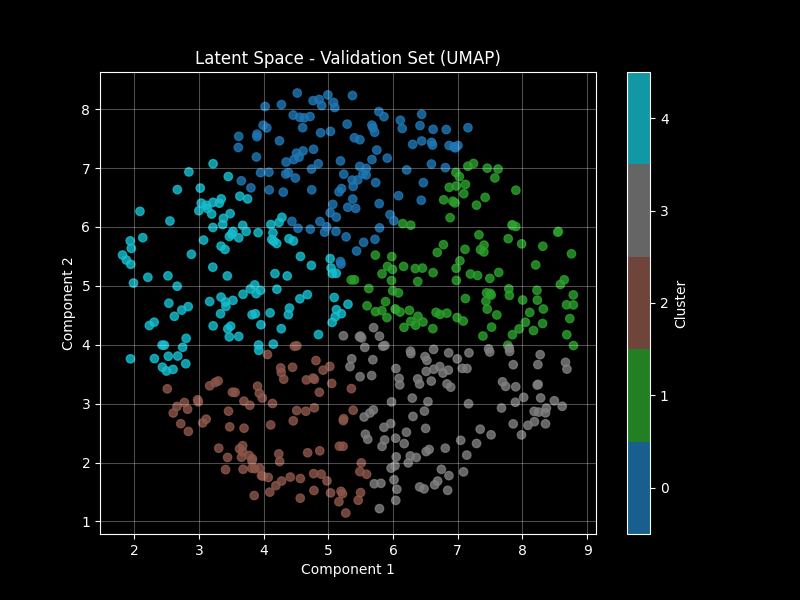 Latent Space - Validation Set (UMAP)
8
7
6
5
4
3
2
1
Component 2
2 3 4 5 6 7 8 9
Component 1
4
3
2
1
0
Cluster